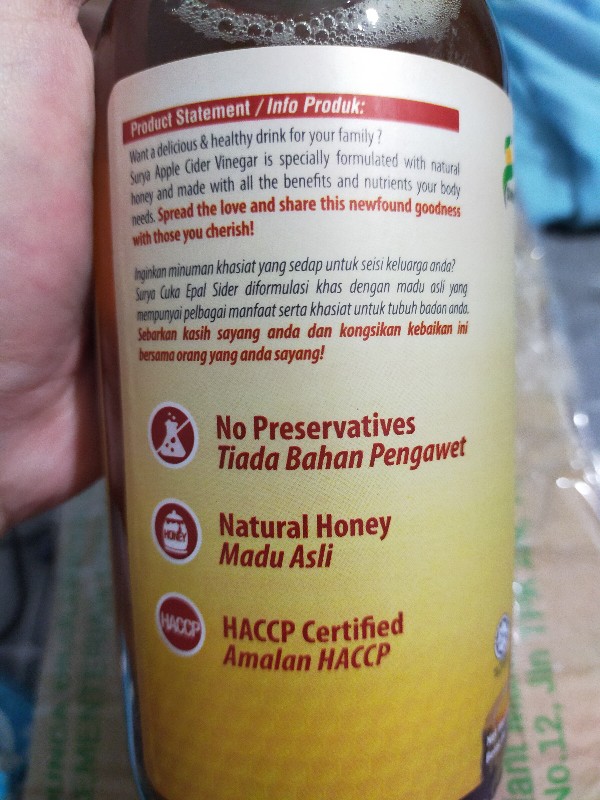 Product Statement / Info Produk:
Want a delicious & healthy drink for your family ?
Surya Apple Cider Vinegar is specially formulated with natural
honey and made with all the benefits and nutrients your body
needs. Spread the love and share this newfound goodness
with those you cherish!
Inginkan minuman khasiat yang sedap untuk seisi keluarga anda?
Surya Cuka Epal Sider diformulasi khas dengan madu asli yang
mempunyai pelbagai manfaat serta khasiat untuk tubuh badan anda.
Sebarkan kasih sayang anda dan kongsikan kebaikan ini
bersama orang yang anda sayang!
No Preservatives
Tiada Bahan Pengawet
HONEY
Natural Honey
Madu Asli
HACCP
HACCP Certified
Amalan HACCP
No.12, Jln